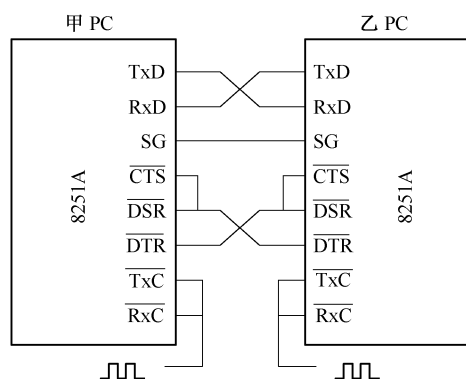 甲 PC 乙 PC
TxD TxD
RxD RxD
SG SG
CTS CTS
8251A 8251A
DSR DSR
DTR DTR
TxC TxC
RxC RxC